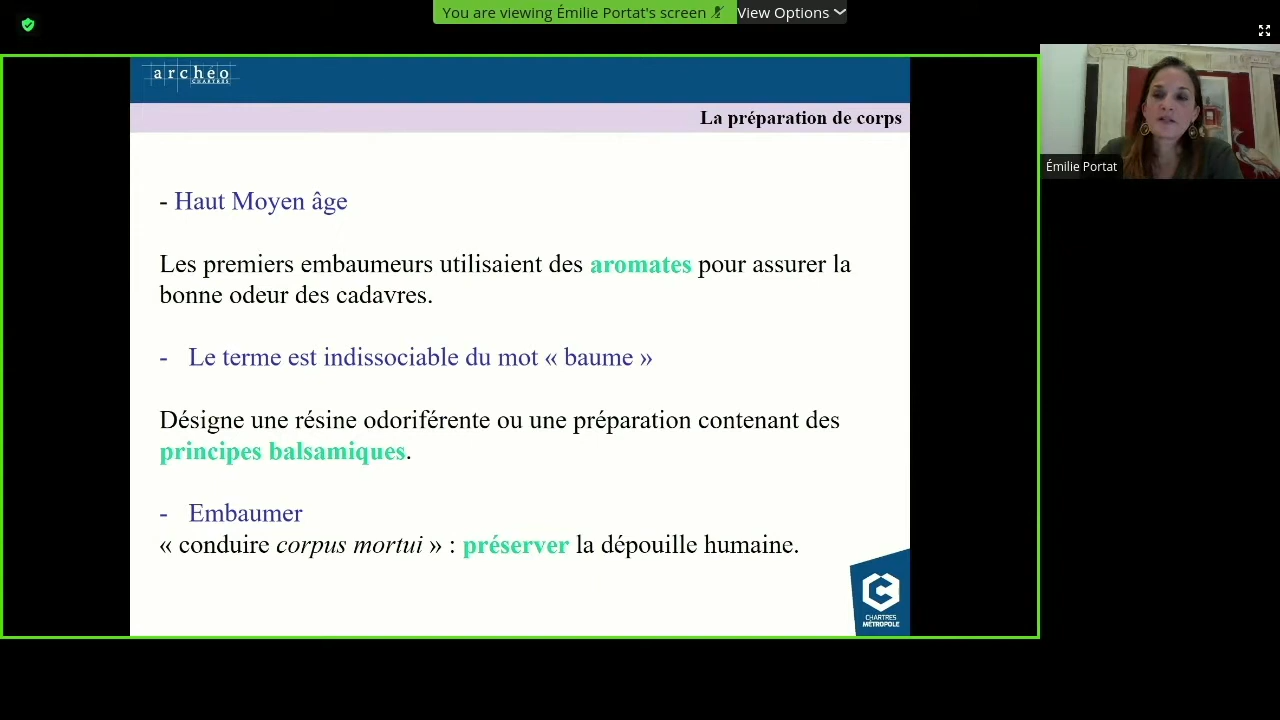 You are viewing Émilie Portat's screen
View Options
archéo
CHARTRES
La préparation de corps
Émilie Portat
- Haut Moyen âge
Les premiers embaumeurs utilisaient des aromates pour assurer la
bonne odeur des cadavres.
- Le terme est indissociable du mot « baume »
Désigne une résine odoriférente ou une préparation contenant des
principes balsamiques.
- Embaumer
« conduire corpus mortui » : préserver la dépouille humaine.
CHARTRES
MÉTROPOLE